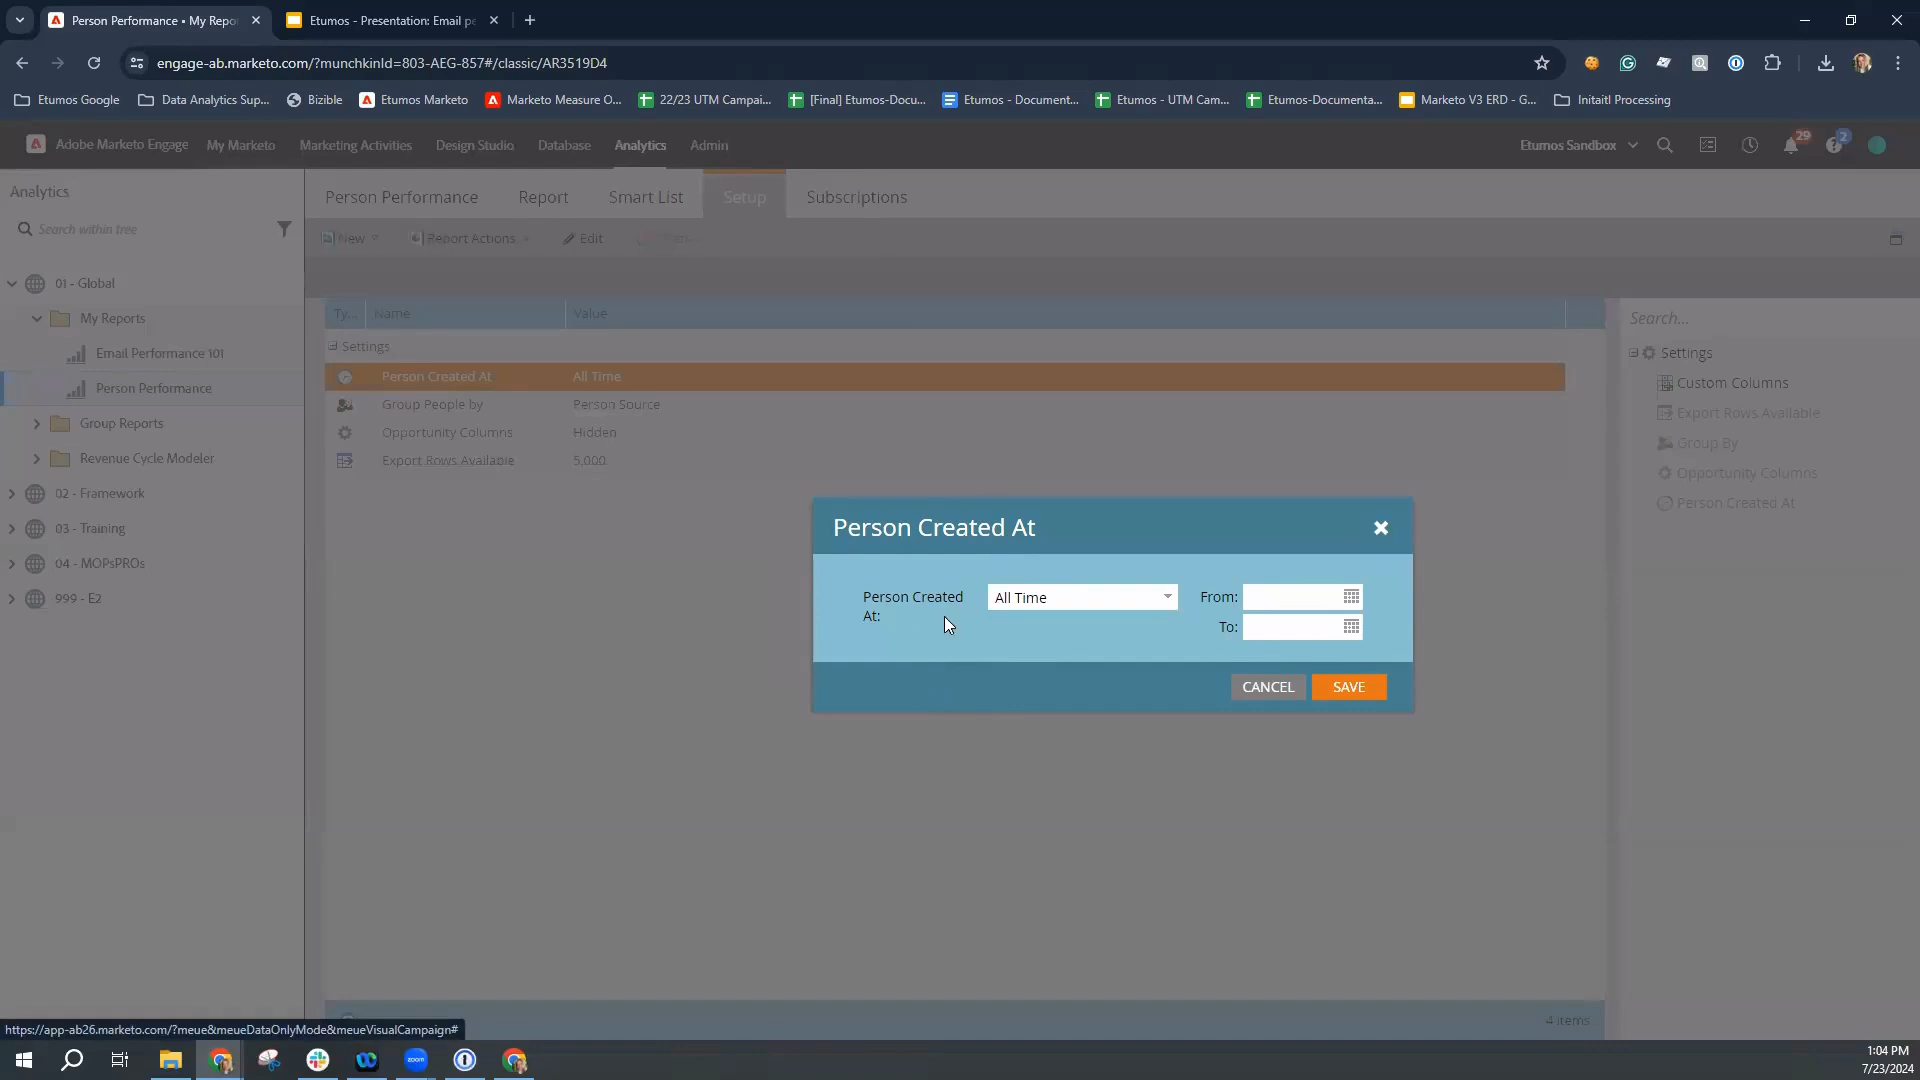 Person Performance • My Repo
Etumos - Presentation: Email pe
engage-ab.marketo.com/?munchkinId=803-AEG-857#/classic/AR3519D4
Etumos Google
Data Analytics Sup...
Bizible
Etumos Marketo
Marketo Measure O...
22/23 UTM Campai...
[Final] Etumos-Docu...
Etumos - Document...
Etumos - UTM Cam...
Etumos-Documenta...
Marketo V3 ERD - G...
Initaitl Processing
Adobe Marketo Engage
My Marketo
Marketing Activities
Design Studio
Database
Analytics
Admin
Etumos Sandbox
29
2
Analytics
Search within tree
01 - Global
My Reports
Email Performance 101
Person Performance
Group Reports
Revenue Cycle Modeler
02 - Framework
03 - Training
04 - MOPsPROs
999 - E2
Person Performance
Report
Smart List
Setup
Subscriptions
New
Report Actions
Edit
Ty... Name Value
Settings
Person Created At All Time
Group People by Person Source
Opportunity Columns Hidden
Export Rows Available 5,000
Search...
Settings
Custom Columns
Export Rows Available
Group By
Opportunity Columns
Person Created At
Person Created At
Person Created
At:
All Time
From:
To:
CANCEL
SAVE
4 items
https://app-ab26.marketo.com/?meue&meueDataOnlyMode&meueVisualCampaign#
zoom
1:04 PM
7/23/2024